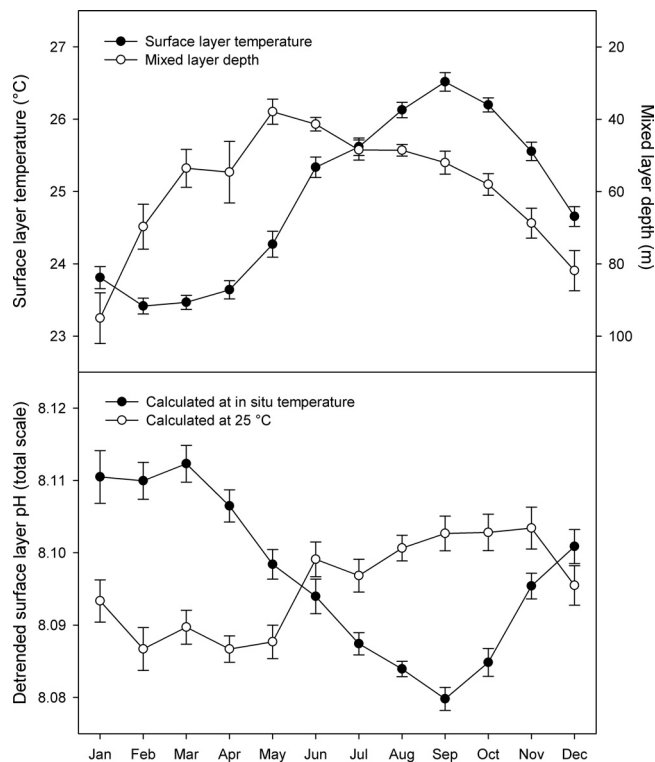 Surface layer temperature (°C)
27
26
25
24
23
Surface layer temperature
Mixed layer depth
20
40
60
80
100
Mixed layer depth (m)
Detrended surface layer pH (total scale)
8.12
8.11
8.10
8.09
8.08
Calculated at in situ temperature
Calculated at 25 °C
Jan Feb Mar Apr May Jun Jul Aug Sep Oct Nov Dec